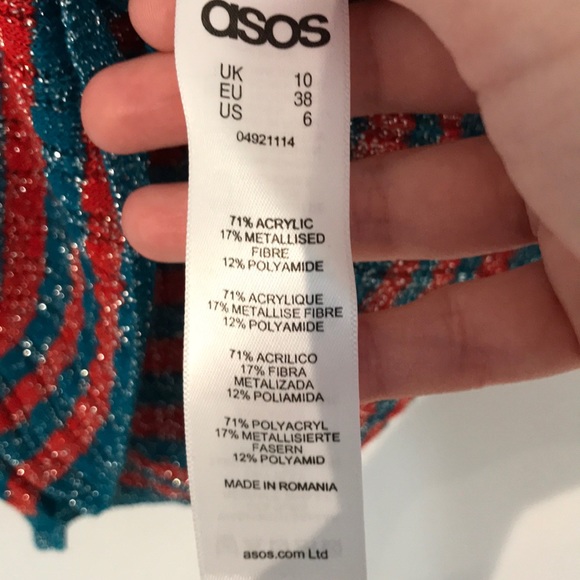 asos
UK 10
EU 38
US 6
04921114
71% ACRYLIC
17% METALLISED
FIBRE
12% POLYAMIDE
71% ACRYLIQUE
17% METALLISE FIBRE
12% POLYAMIDE
71% ACRILICO
17% FIBRA
METALIZADA
12% POLIAMIDA
71% POLYACRYL
17% METALLISIERTE
FASERN
12% POLYAMID
MADE IN ROMANIA
asos.com Ltd